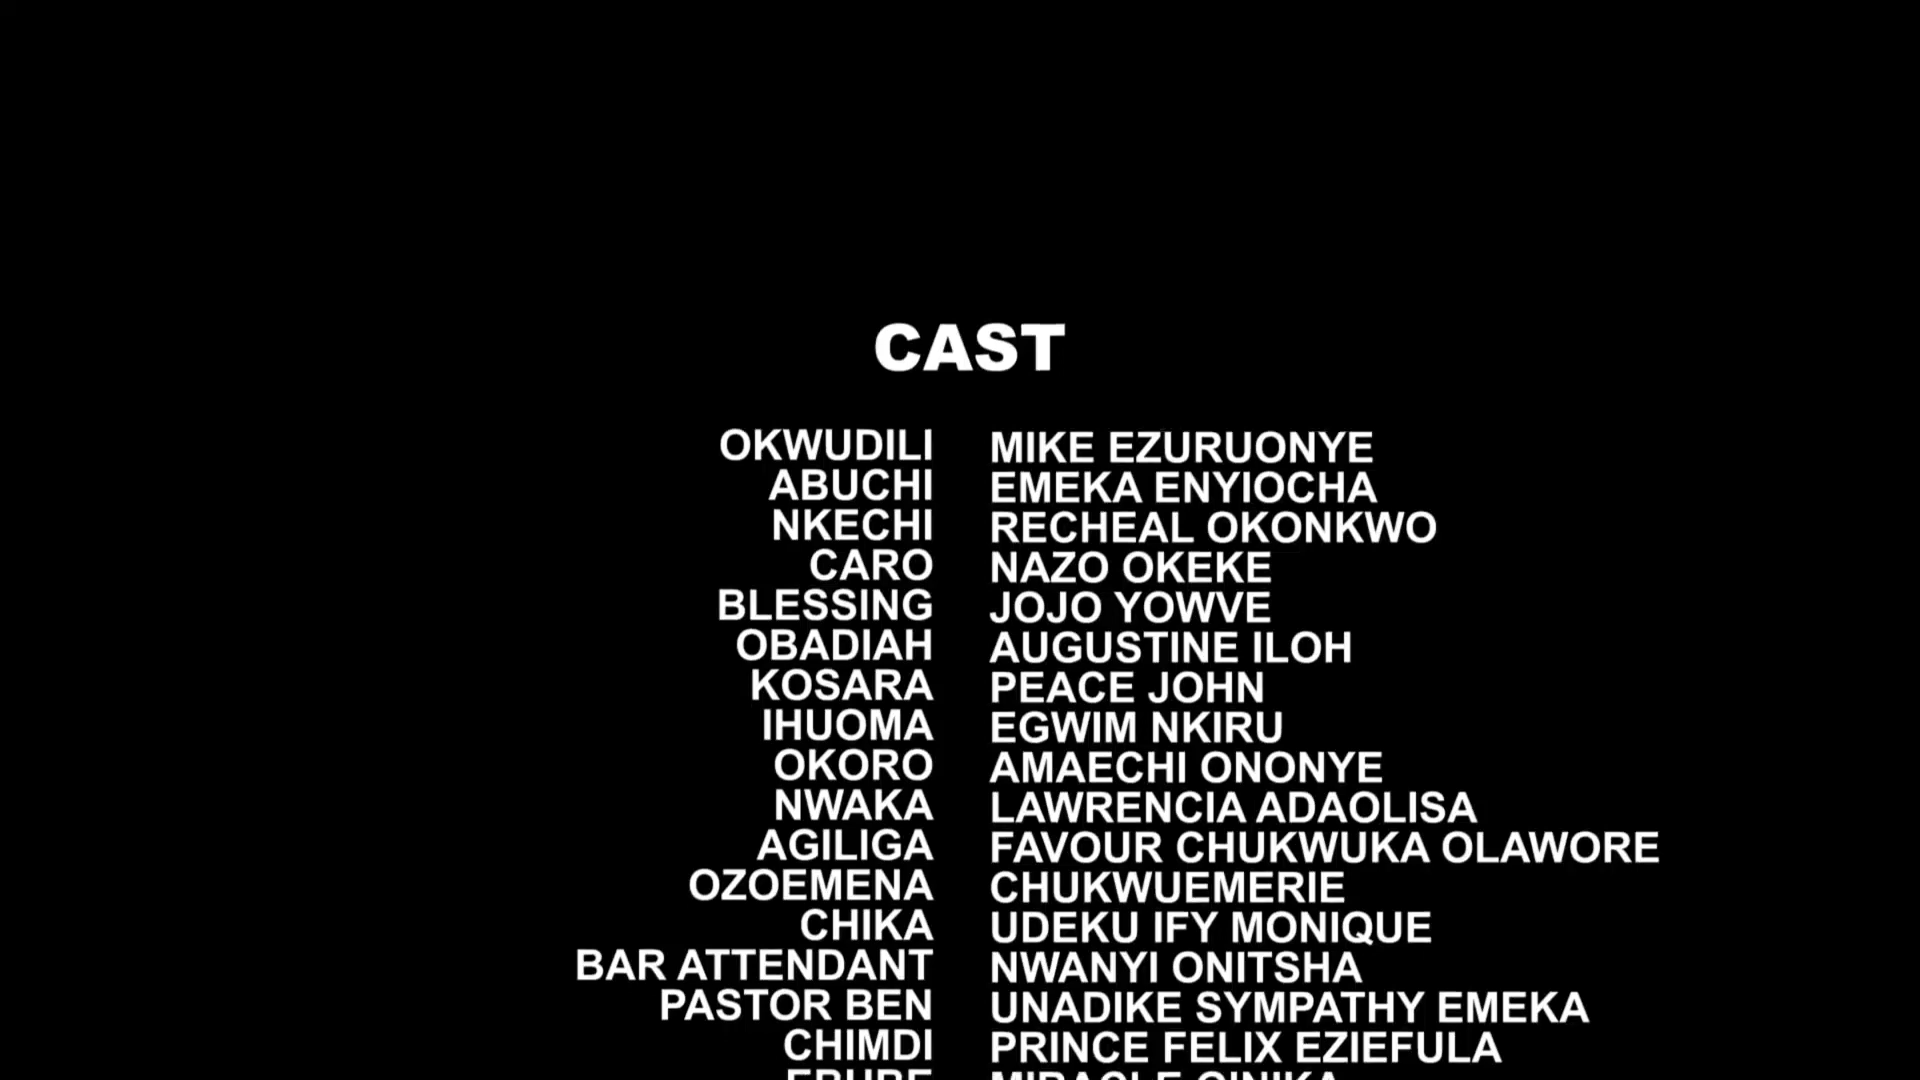 CAST
OKWUDILI MIKE EZURUONYE
ABUCHI EMEKA ENYIOCHA
NKECHI RECHEAL OKONKWO
CARO NAZO OKEKE
BLESSING JOJO YOWVE
OBADIAH AUGUSTINE ILOH
KOSARA PEACE JOHN
IHUOMA EGWIM NKIRU
OKORO AMAECHI ONONYE
NWAKA LAWRENCIA ADAOLISA
AGILIGA FAVOUR CHUKWUKA OLAWORE
OZOEMENA CHUKWUEMERIE
CHIKA UDEKU IFY MONIQUE
BAR ATTENDANT NWANYI ONITSHA
PASTOR BEN UNADIKE SYMPATHY EMEKA
CHIMDI PRINCE FELIX EZIEFULA
MIRACLE